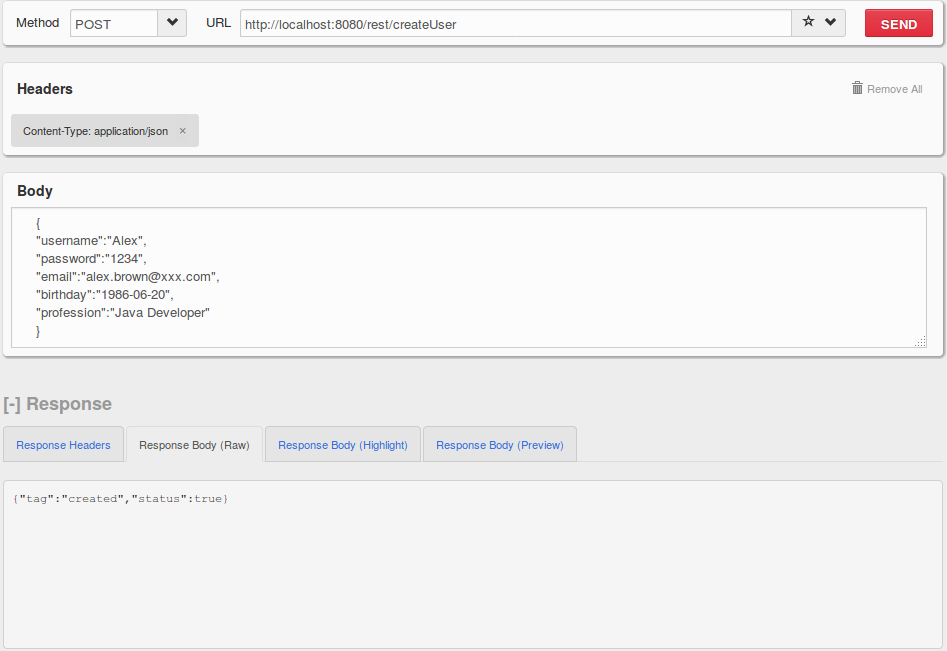 Method POST URL http://localhost:8080/rest/createUser SEND
Headers Remove All
Content-Type: application/json ×
Body
{
"username":"Alex",
"password":"1234",
"email":"alex.brown@xxx.com",
"birthday":"1986-06-20",
"profession":"Java Developer"
}
[-] Response
Response Headers Response Body (Raw) Response Body (Highlight) Response Body (Preview)
{"tag":"created","status":true}